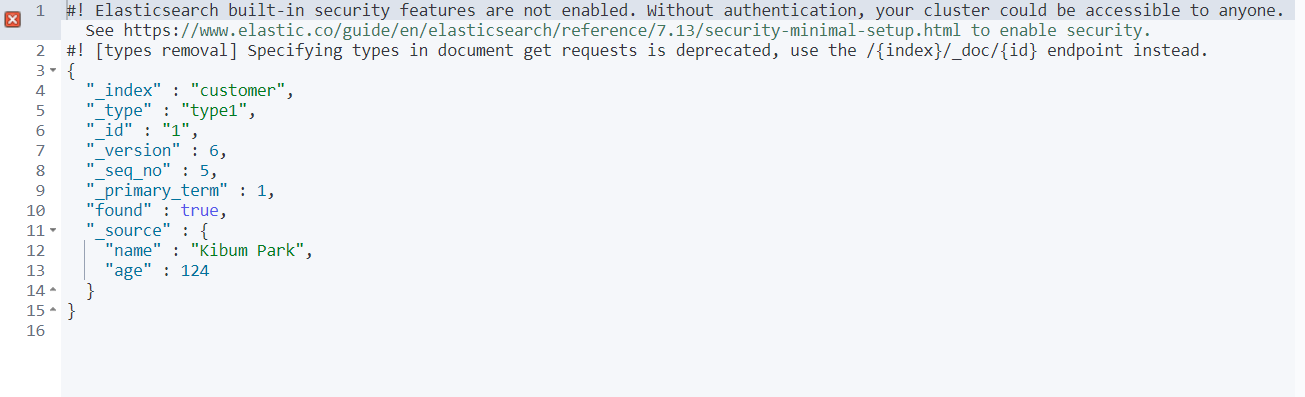 1 #! Elasticsearch built-in security features are not enabled. Without authentication, your cluster could be accessible to anyone.
See https://www.elastic.co/guide/en/elasticsearch/reference/7.13/security-minimal-setup.html to enable security.
2 #! [types removal] Specifying types in document get requests is deprecated, use the /{index}/_doc/{id} endpoint instead.
3 {
4 "_index" : "customer",
5 "_type" : "type1",
6 "_id" : "1",
7 "_version" : 6,
8 "_seq_no" : 5,
9 "_primary_term" : 1,
10 "found" : true,
11 "_source" : {
12 "name" : "Kibum Park",
13 "age" : 124
14 }
15 }
16